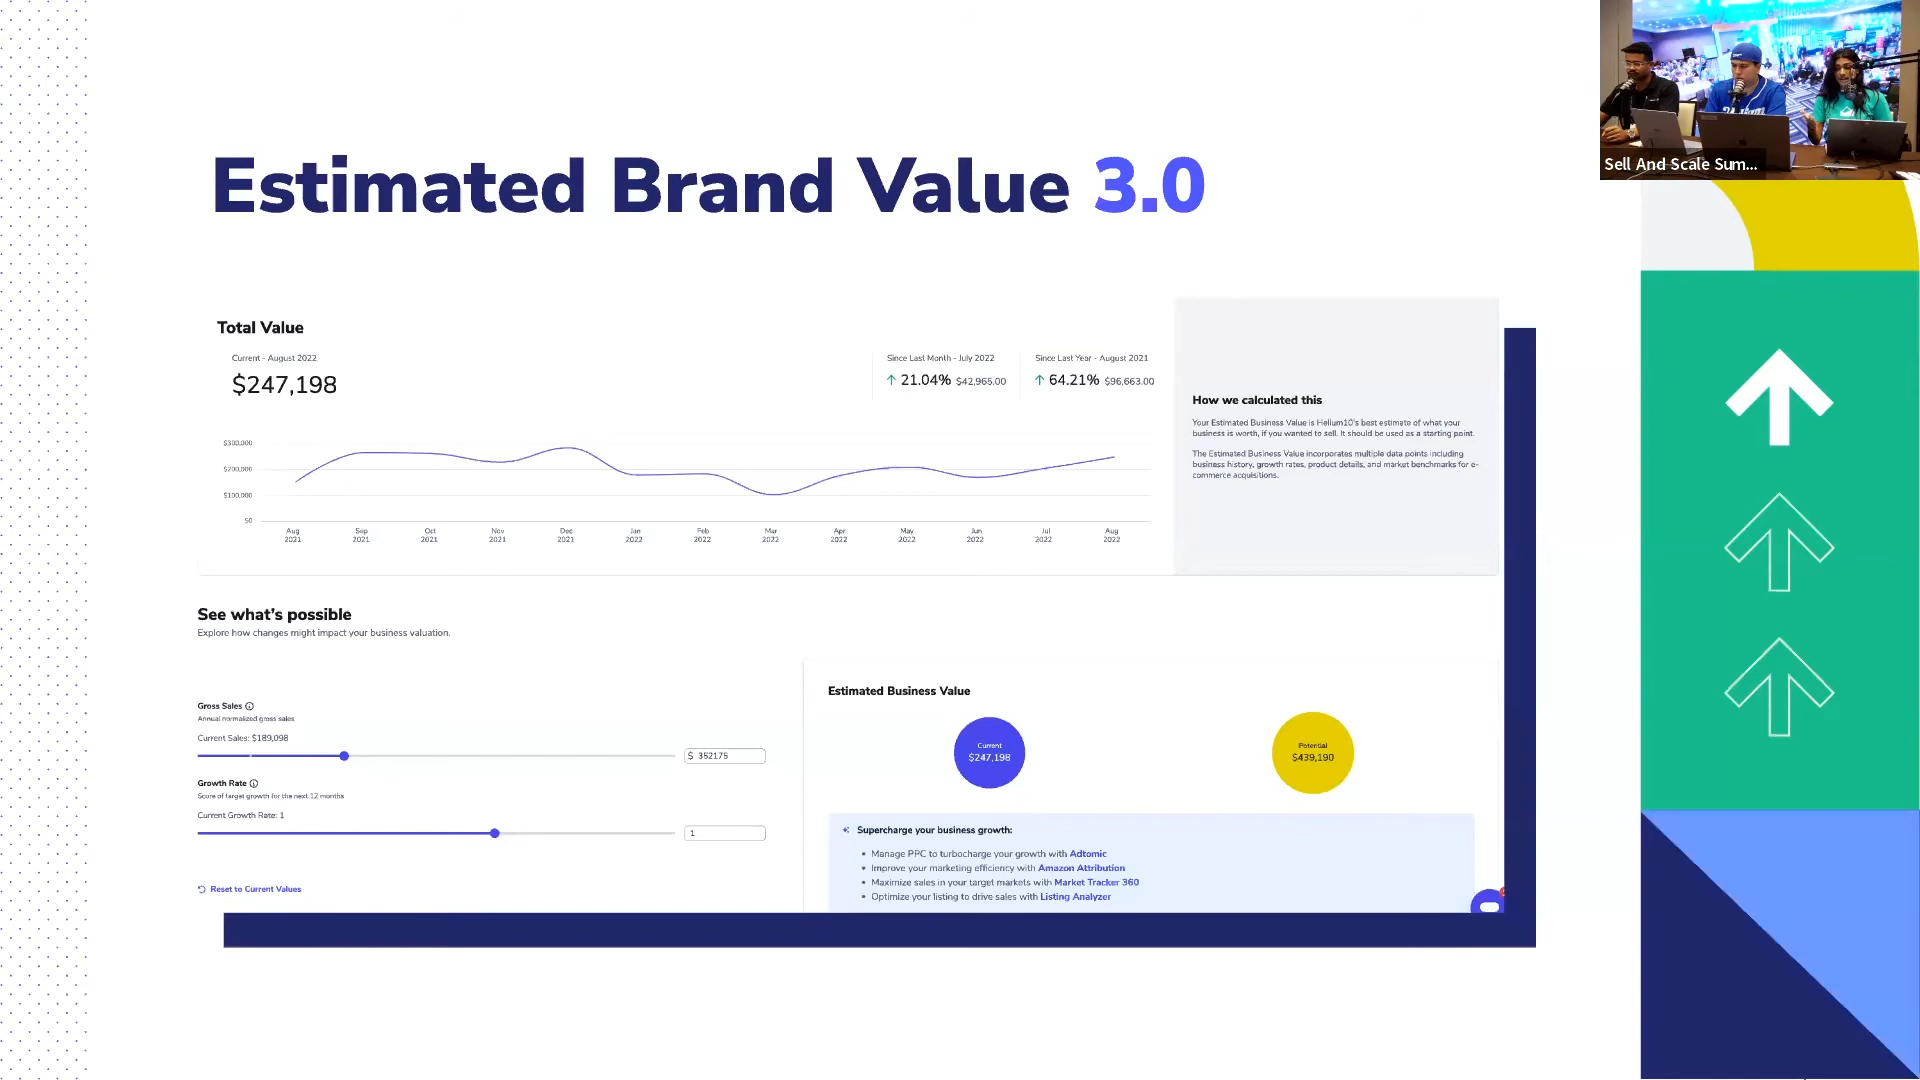 Sell And Scale Sum...
Estimated Brand Value 3.0
Total Value
Current - August 2022
$247,198
Since Last Month - July 2022
21.04% $42,965.00
Since Last Year - August 2021
64.21% $96,663.00
$300,000
$200,000
$100,000
$0
Aug 2021
Sep 2021
Oct 2021
Nov 2021
Dec 2021
Jan 2022
Feb 2022
Mar 2022
Apr 2022
May 2022
Jun 2022
Jul 2022
Aug 2022
How we calculated this
Your Estimated Business Value is Helium10's best estimate of what your
business is worth, if you wanted to sell. It should be used as a starting point.
The Estimated Business Value incorporates multiple data points including
business history, growth rates, product details, and market benchmarks for e-
commerce acquisitions.
See what's possible
Explore how changes might impact your business valuation.
Gross Sales
Annual normalized gross sales
Current Sales: $189,098
$ 352175
Growth Rate
Score of target growth for the next 12 months
Current Growth Rate: 1
1
Reset to Current Values
Estimated Business Value
Current
$247,198
Potential
$439,190
Supercharge your business growth:
Manage PPC to turbocharge your growth with Adtomic
Improve your marketing efficiency with Amazon Attribution
Maximize sales in your target markets with Market Tracker 360
Optimize your listing to drive sales with Listing Analyzer